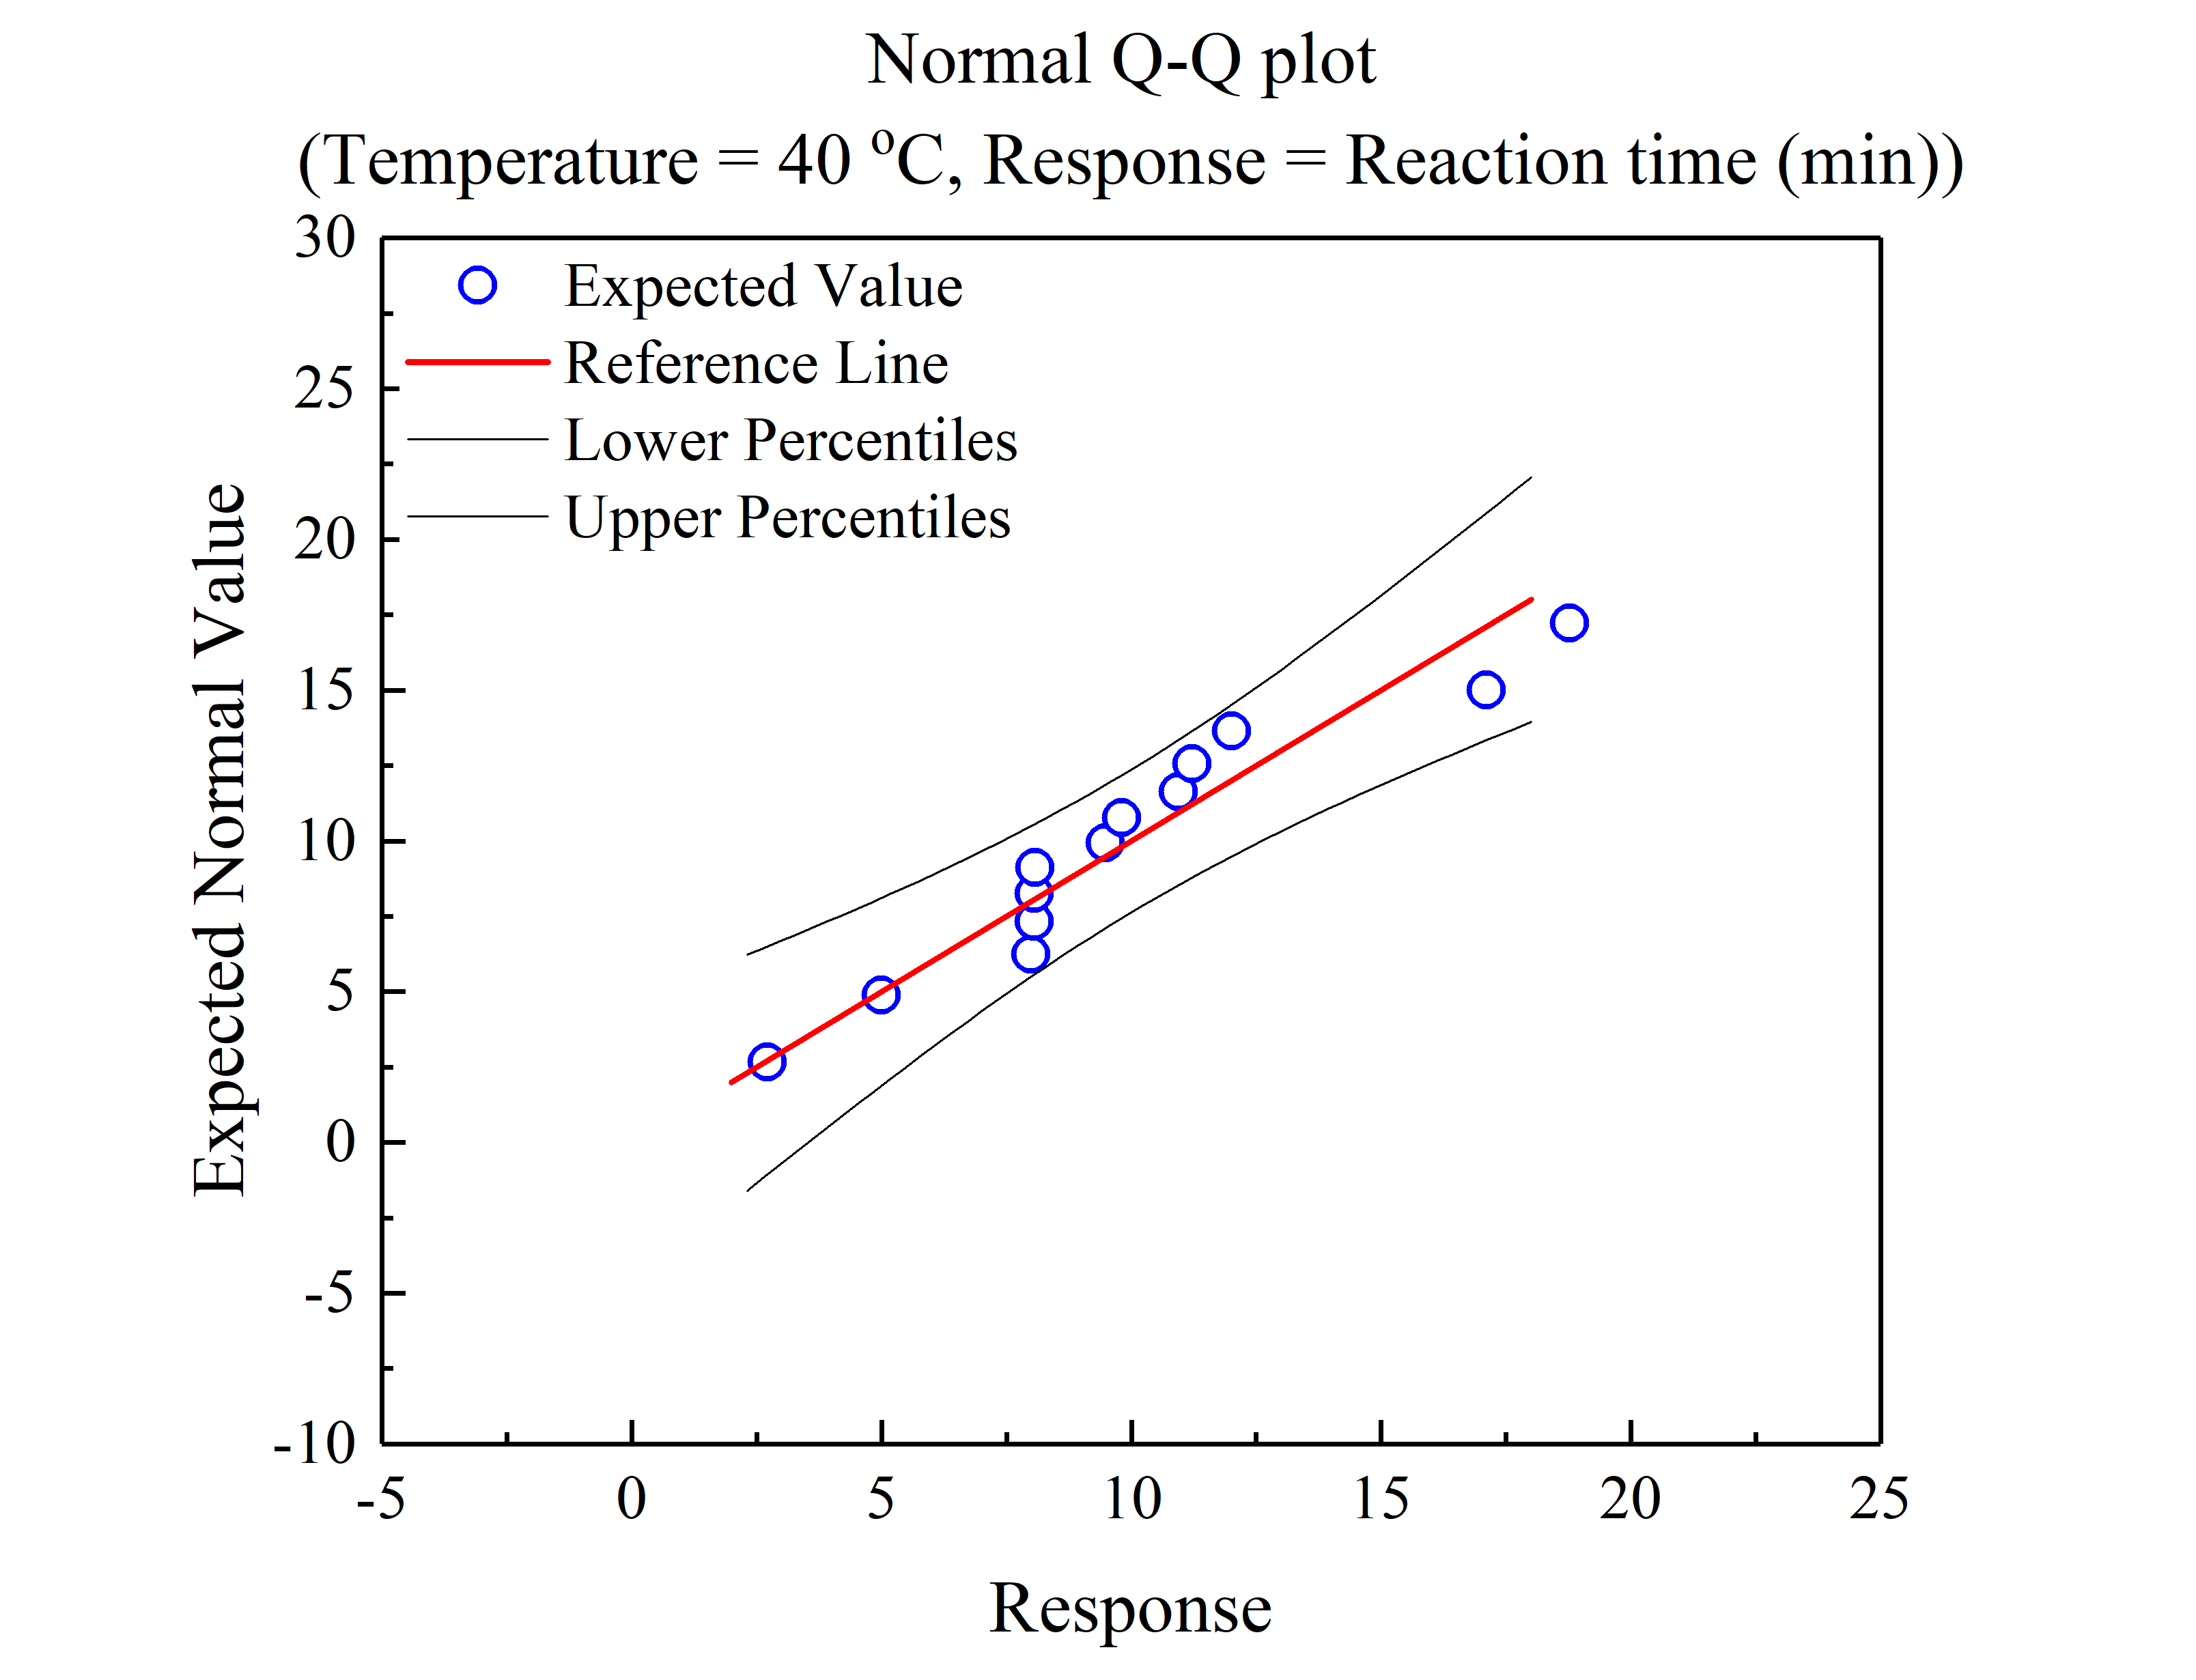 Normal Q-Q plot
(Temperature = 40 °C, Response = Reaction time (min))
30
25
20
15
10
5
0
-5
-10
Expected Value
Reference Line
Lower Percentiles
Upper Percentiles
Expected Normal Value
-5 0 5 10 15 20 25
Response